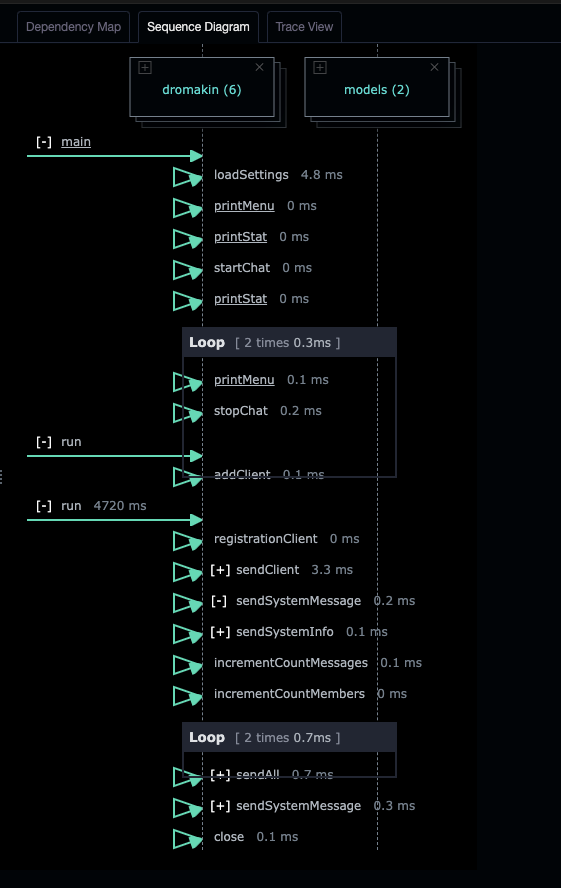 Dependency Map Sequence Diagram Trace View
dromakin (6) models (2)
[-] main
loadSettings 4.8 ms
printMenu 0 ms
printStat 0 ms
startChat 0 ms
printStat 0 ms
Loop [ 2 times 0.3ms ]
printMenu 0.1 ms
stopChat 0.2 ms
[-] run
addClient 0.1 ms
[-] run 4720 ms
registrationClient 0 ms
[+] sendClient 3.3 ms
[-] sendSystemMessage 0.2 ms
[+] sendSystemInfo 0.1 ms
incrementCountMessages 0.1 ms
incrementCountMembers 0 ms
Loop [ 2 times 0.7ms ]
[+] sendAll 0.7 ms
[+] sendSystemMessage 0.3 ms
close 0.1 ms